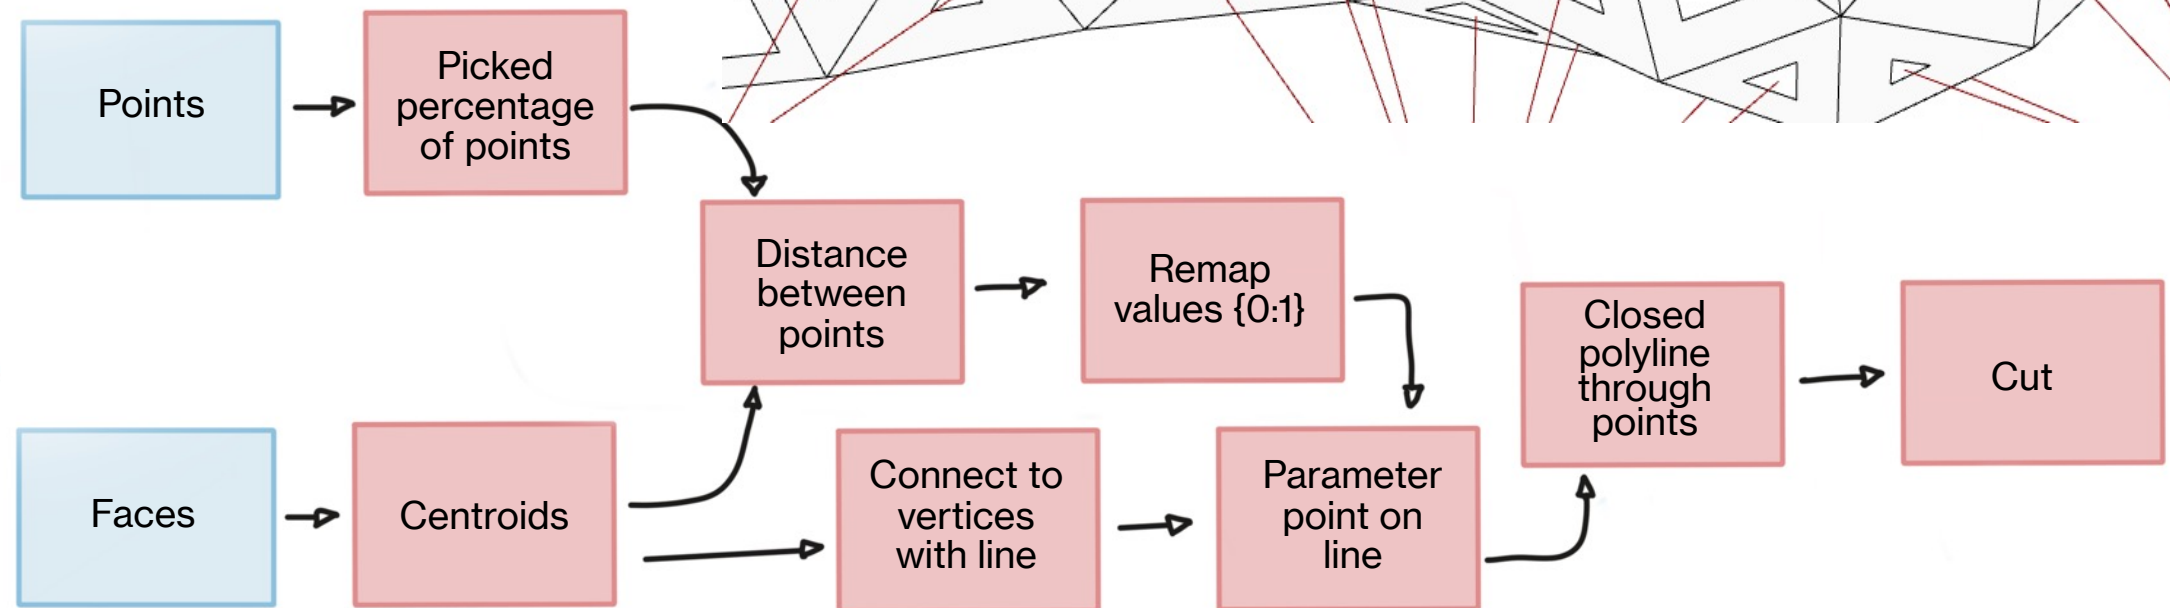 Points
Picked
percentage
of points
Distance
between
points
Remap
values {0:1}
Closed
polyline
through
points
Cut
Faces
Centroids
Connect to
vertices
with line
Parameter
point on
line